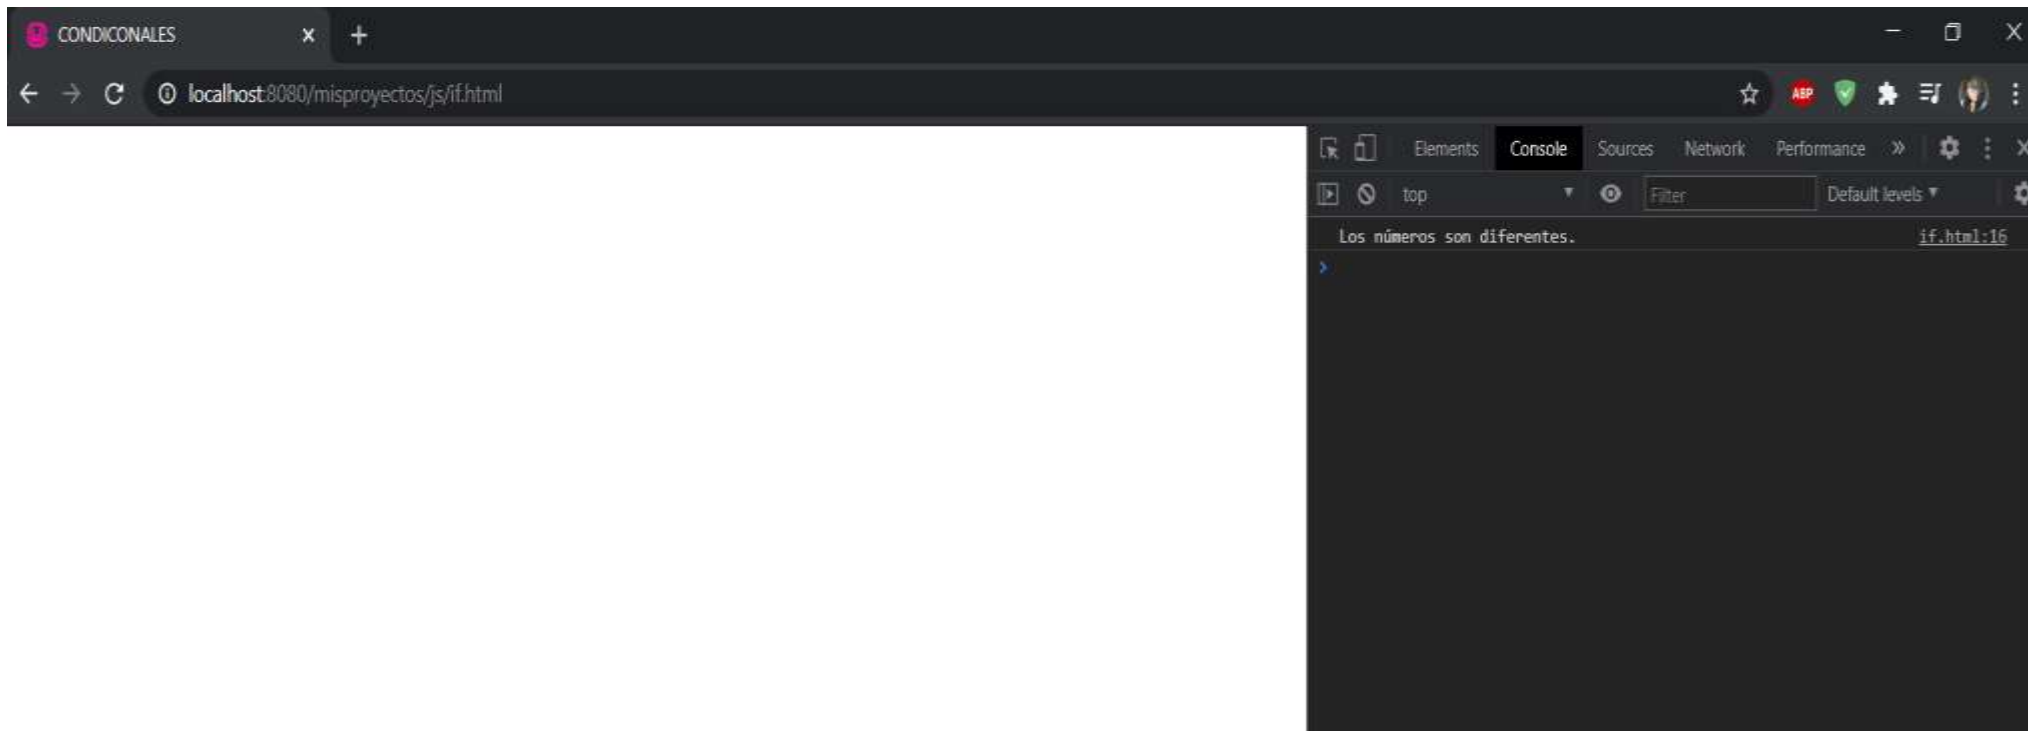 CONDICONALES
localhost:8080/misproyectos/js/if.html
ABP
Elements Console Sources Network Performance »
top Filter Default levels
Los números son diferentes. if.html:16